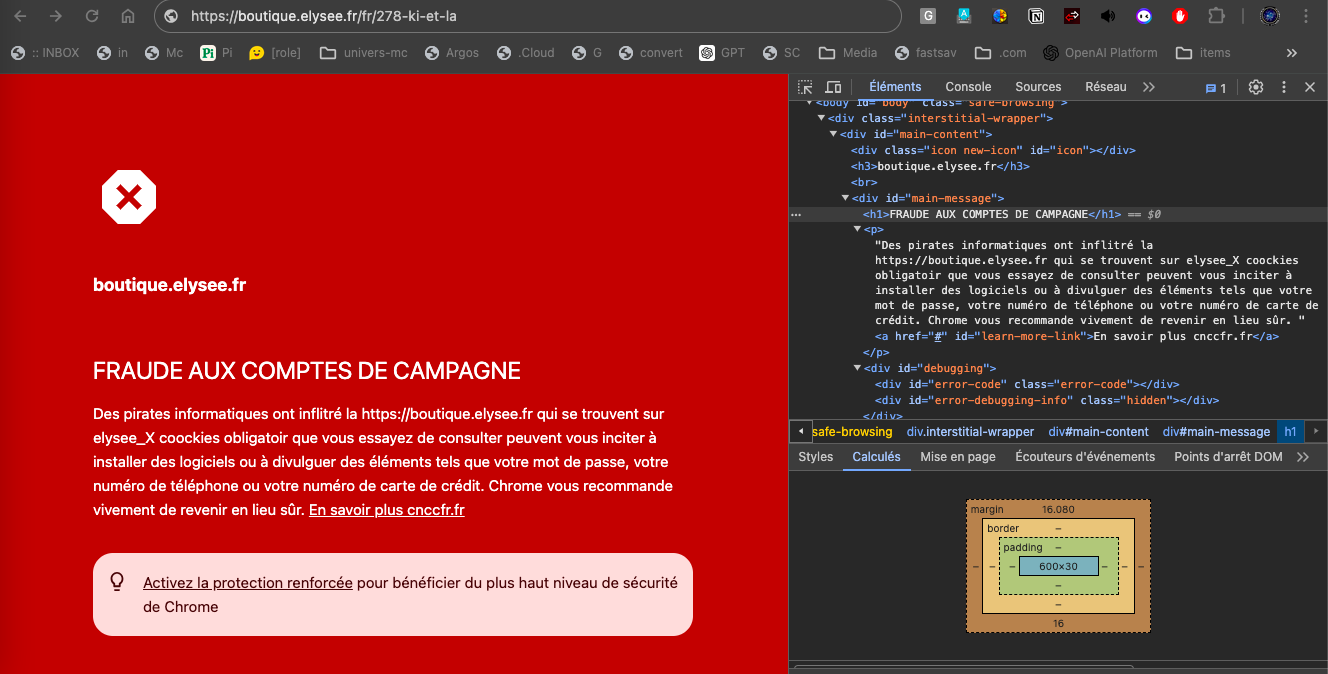 https://boutique.elysee.fr/fr/278-ki-et-la
:: INBOX in Mc Pi Pi [role] univers-mc Argos .Cloud G convert GPT SC Media fastsav .com OpenAI Platform items »
boutique.elysee.fr
FRAUDE AUX COMPTES DE CAMPAGNE
Des pirates informatiques ont inflitré la https://boutique.elysee.fr qui se trouvent sur
elysee_X coockies obligatoir que vous essayez de consulter peuvent vous inciter à
installer des logiciels ou à divulguer des éléments tels que votre mot de passe, votre
numéro de téléphone ou votre numéro de carte de crédit. Chrome vous recommande
vivement de revenir en lieu sûr. En savoir plus cnccfr.fr
Activez la protection renforcée pour bénéficier du plus haut niveau de sécurité
de Chrome
Éléments Console Sources Réseau » 1
<body id="body" class="safe-browsing">
<div class="interstitial-wrapper">
<div id="main-content">
<div class="icon new-icon" id="icon"></div>
<h3>boutique.elysee.fr</h3>
<br>
<div id="main-message">
… <h1>FRAUDE AUX COMPTES DE CAMPAGNE</h1> == $0
<p>
"Des pirates informatiques ont inflitré la
https://boutique.elysee.fr qui se trouvent sur elysee_X coockies
obligatoir que vous essayez de consulter peuvent vous inciter à
installer des logiciels ou à divulguer des éléments tels que votre
mot de passe, votre numéro de téléphone ou votre numéro de carte de
crédit. Chrome vous recommande vivement de revenir en lieu sûr. "
<a href="#" id="learn-more-link">En savoir plus cnccfr.fr</a>
</p>
<div id="debugging">
<div id="error-code" class="error-code"></div>
<div id="error-debugging-info" class="hidden"></div>
</div>
safe-browsing div.interstitial-wrapper div#main-content div#main-message h1
Styles Calculés Mise en page Écouteurs d'événements Points d'arrêt DOM »
margin 16.080
border –
padding –
– – – 600×30 – – –
–
–
16